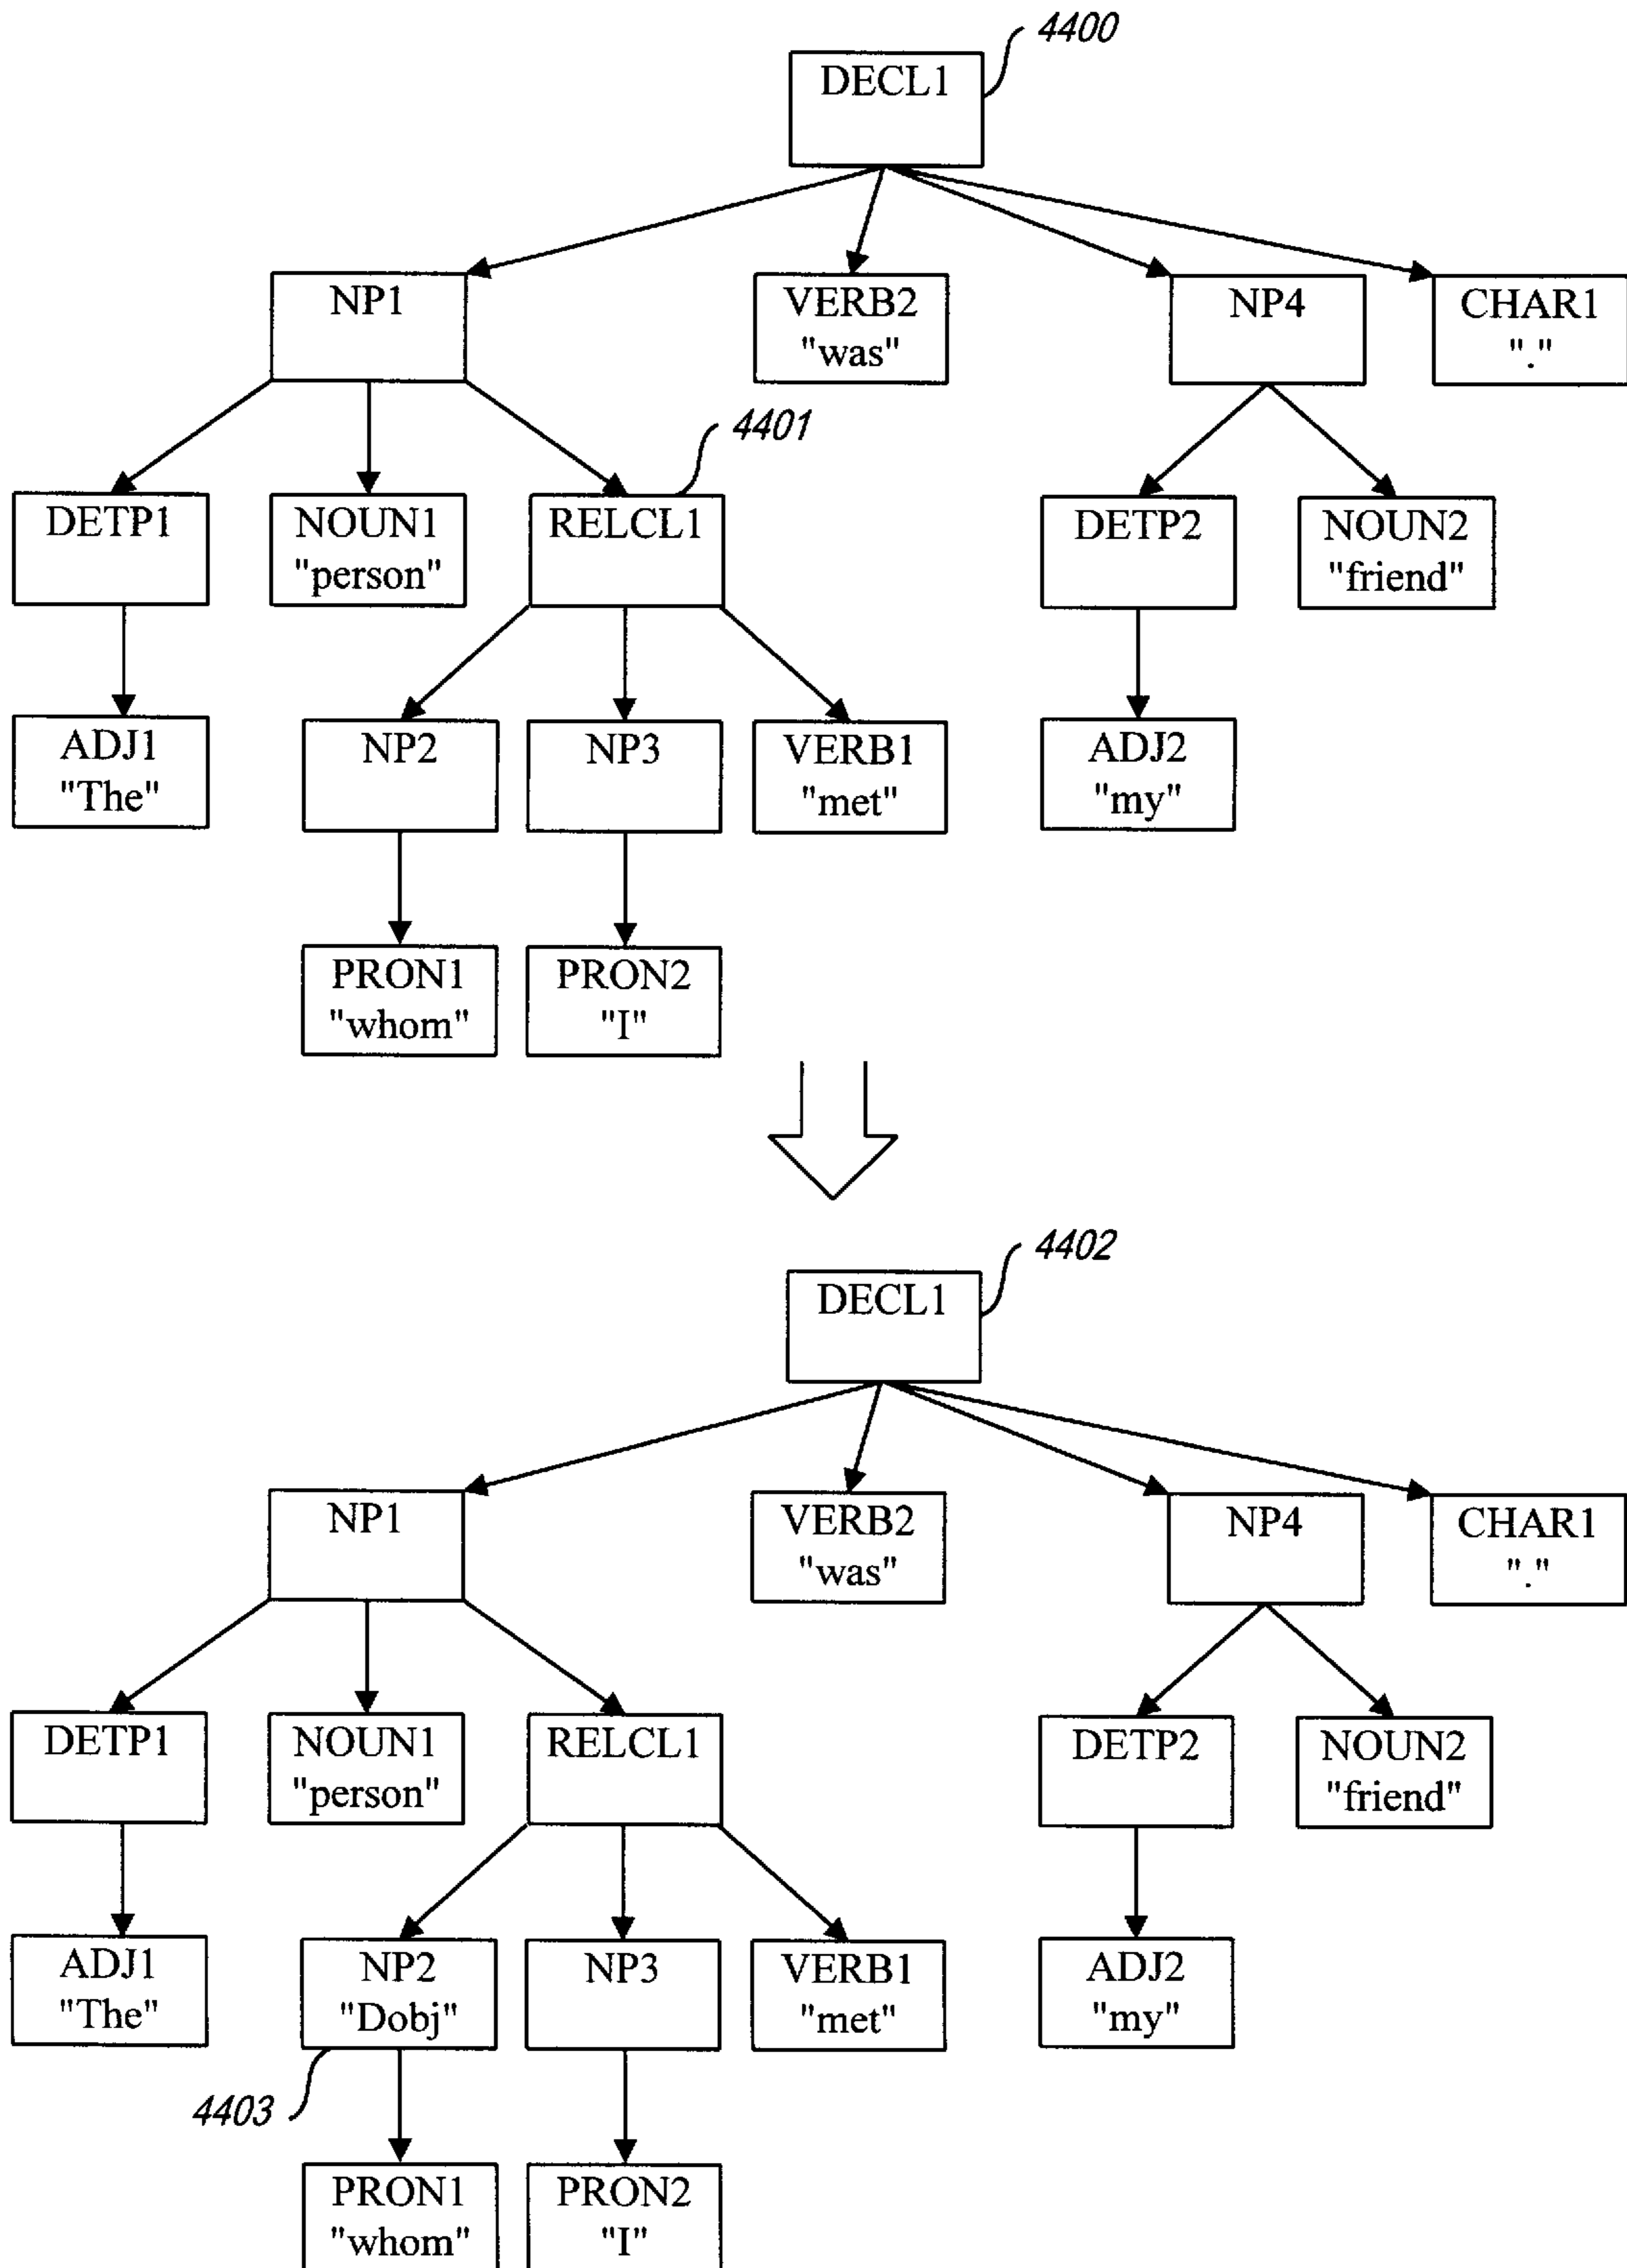 4400
DECL1
NP1
VERB2
"was"
NP4
CHAR1
"."
4401
DETP1
NOUN1
"person"
RELCL1
DETP2
NOUN2
"friend"
ADJ1
"The"
NP2
NP3
VERB1
"met"
ADJ2
"my"
PRON1
"whom"
PRON2
"I"
4402
DECL1
NP1
VERB2
"was"
NP4
CHAR1
"."
DETP1
NOUN1
"person"
RELCL1
DETP2
NOUN2
"friend"
ADJ1
"The"
NP2
"Dobj"
NP3
VERB1
"met"
ADJ2
"my"
4403
PRON1
"whom"
PRON2
"I"